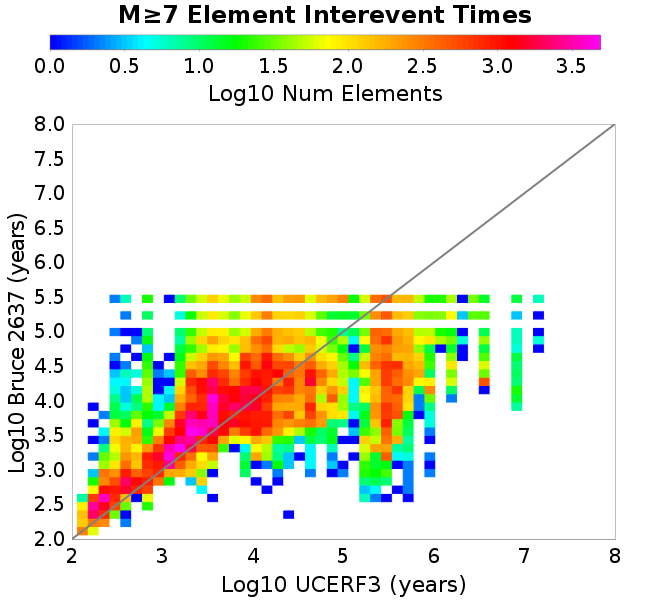 M≥7 Element Interevent Times
0.0 0.5 1.0 1.5 2.0 2.5 3.0 3.5
Log10 Num Elements
8.0
7.5
7.0
6.5
6.0
5.5
5.0
4.5
4.0
3.5
3.0
2.5
2.0
Log10 Bruce 2637 (years)
2 3 4 5 6 7 8
Log10 UCERF3 (years)